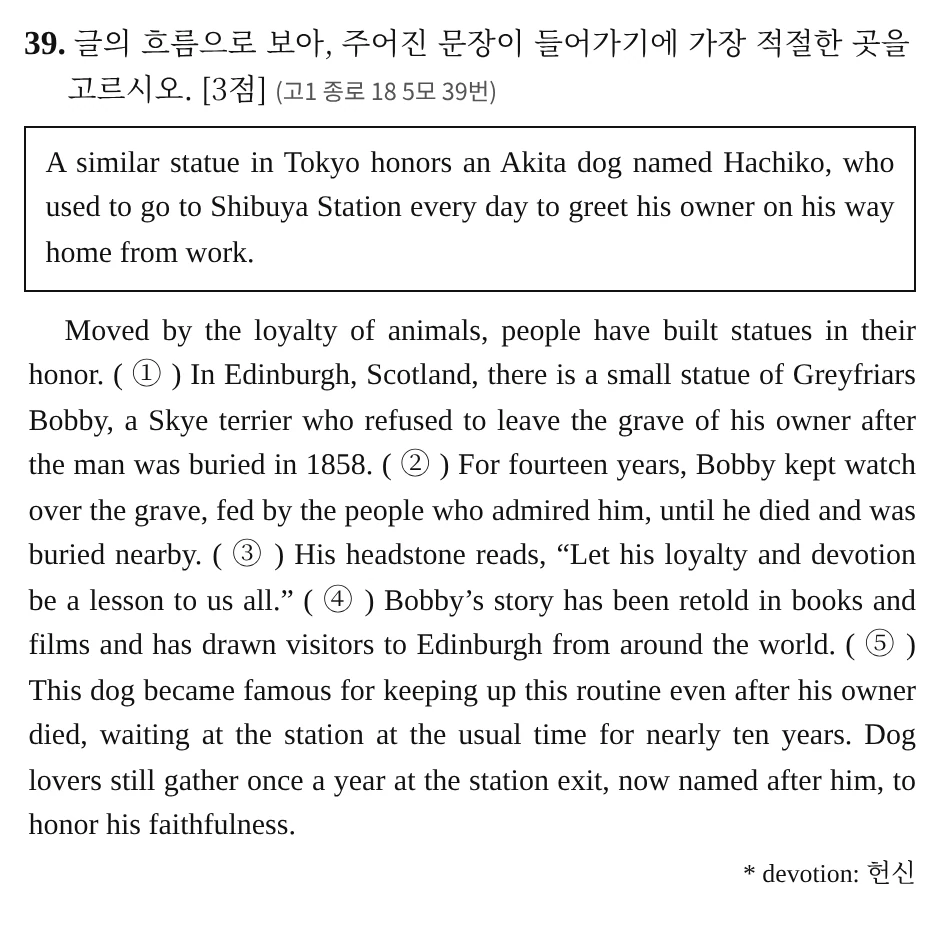 39. 글의 흐름으로 보아, 주어진 문장이 들어가기에 가장 적절한 곳을
고르시오. [3점] (고1 종로 18 5모 39번)
A similar statue in Tokyo honors an Akita dog named Hachiko, who
used to go to Shibuya Station every day to greet his owner on his way
home from work.
Moved by the loyalty of animals, people have built statues in their
honor. ( ① ) In Edinburgh, Scotland, there is a small statue of Greyfriars
Bobby, a Skye terrier who refused to leave the grave of his owner after
the man was buried in 1858. ( ② ) For fourteen years, Bobby kept watch
over the grave, fed by the people who admired him, until he died and was
buried nearby. ( ③ ) His headstone reads, “Let his loyalty and devotion
be a lesson to us all.” ( ④ ) Bobby’s story has been retold in books and
films and has drawn visitors to Edinburgh from around the world. ( ⑤ )
This dog became famous for keeping up this routine even after his owner
died, waiting at the station at the usual time for nearly ten years. Dog
lovers still gather once a year at the station exit, now named after him, to
honor his faithfulness.
* devotion: 헌신